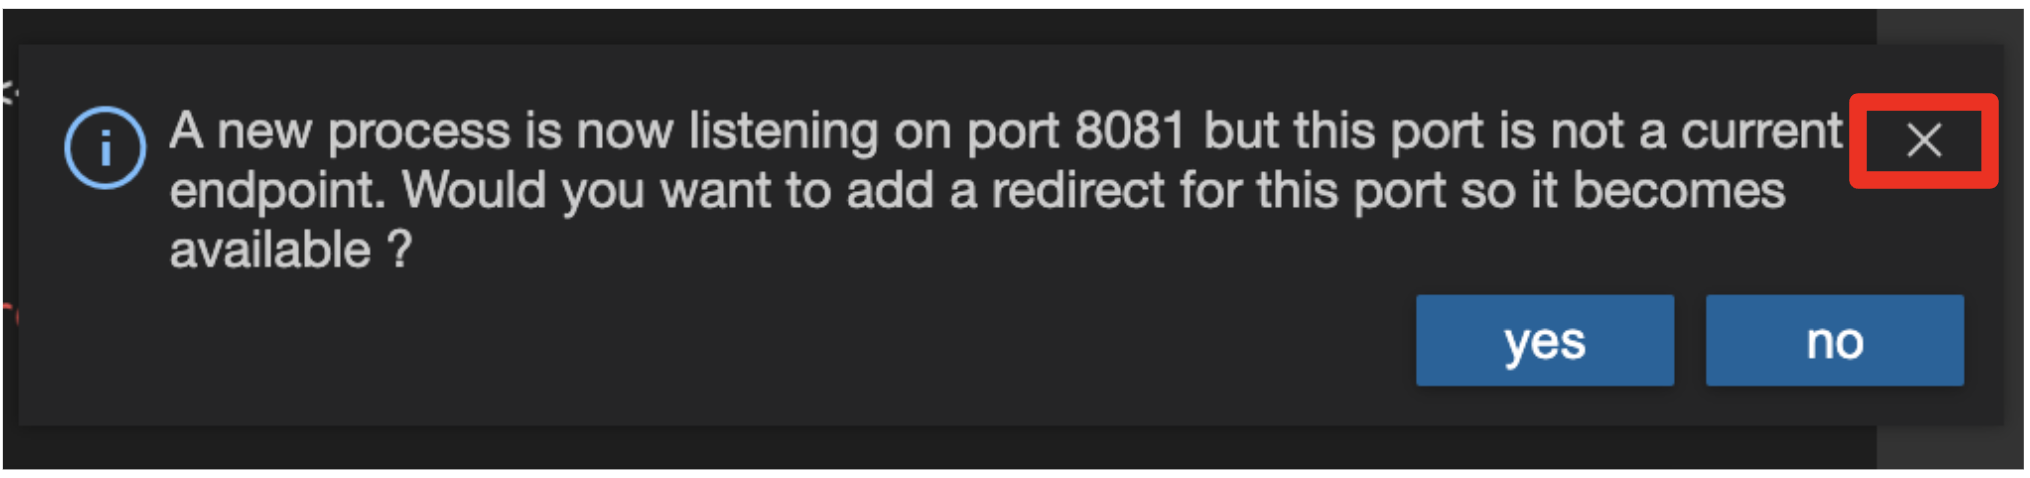 A new process is now listening on port 8081 but this port is not a current
endpoint. Would you want to add a redirect for this port so it becomes
available ?
yes no